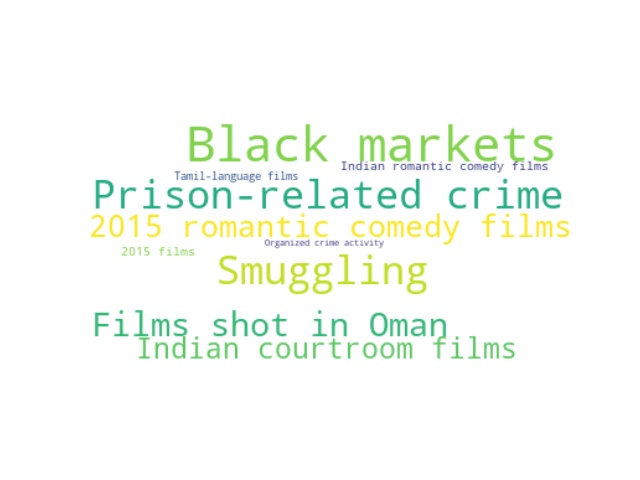 Black markets
Indian romantic comedy films
Tamil-language films
Prison-related crime
2015 romantic comedy films
Organized crime activity
2015 films
Smuggling
Films shot in Oman
Indian courtroom films